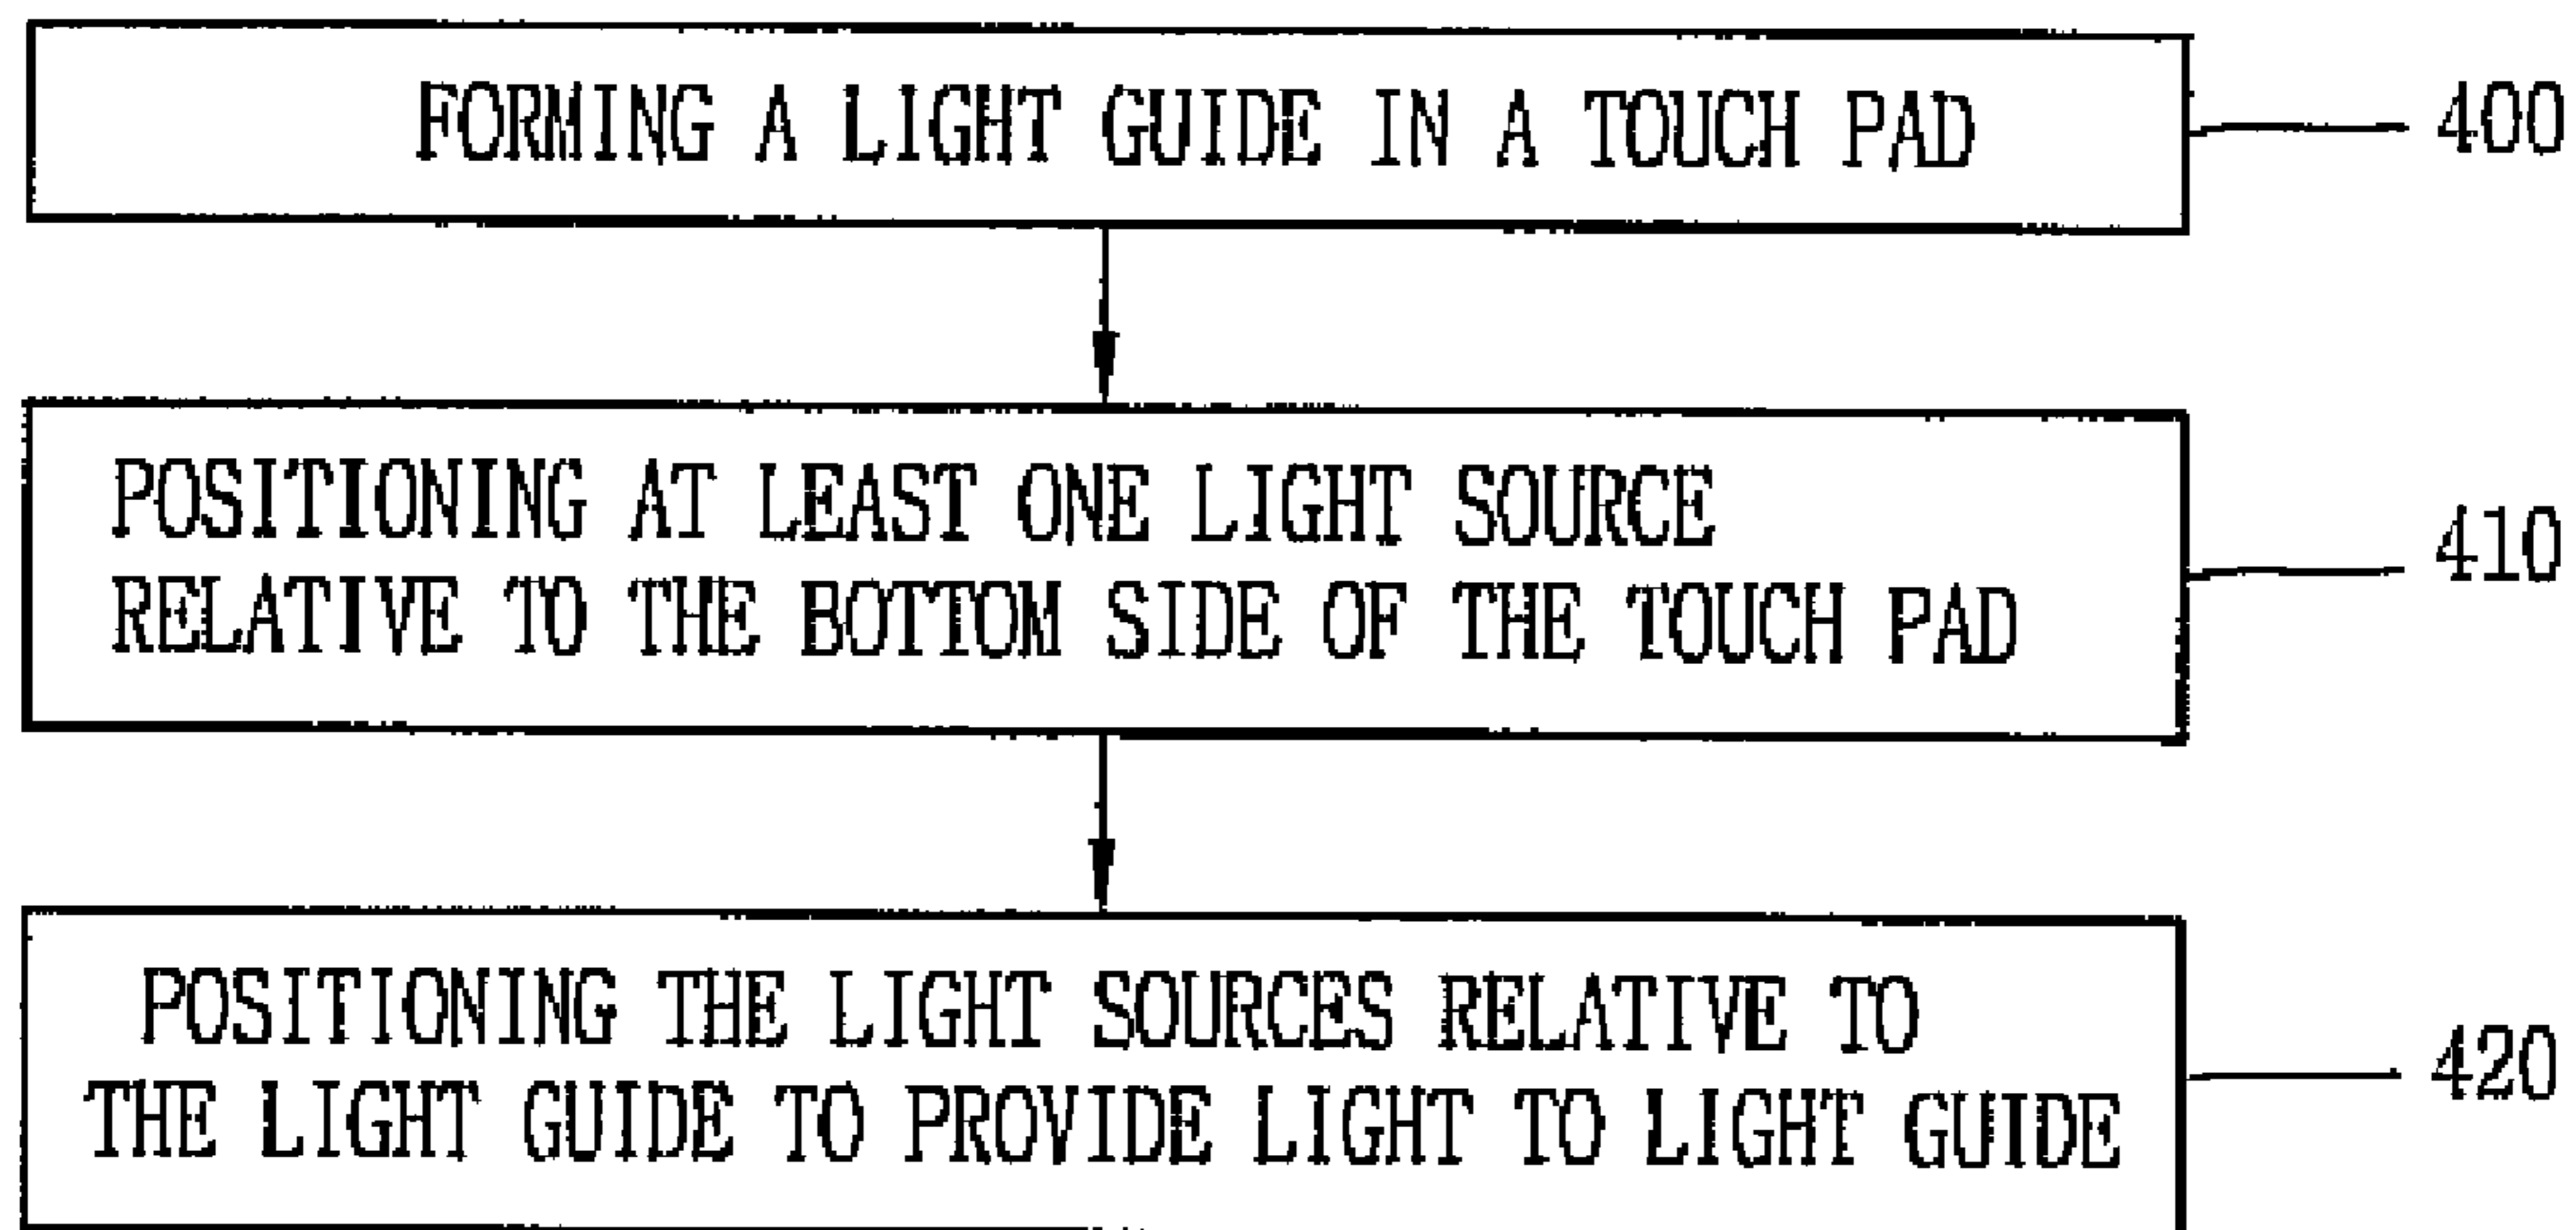 FORMING A LIGHT GUIDE IN A TOUCH PAD
400
POSITIONING AT LEAST ONE LIGHT SOURCE
RELATIVE TO THE BOTTOM SIDE OF THE TOUCH PAD
410
POSITIONING THE LIGHT SOURCES RELATIVE TO
THE LIGHT GUIDE TO PROVIDE LIGHT TO LIGHT GUIDE
420